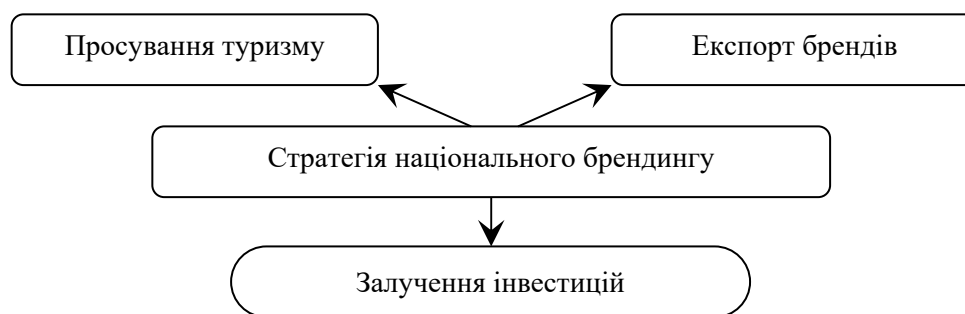 Просування туризму
Експорт брендів
Стратегія національного брендингу
Залучення інвестицій